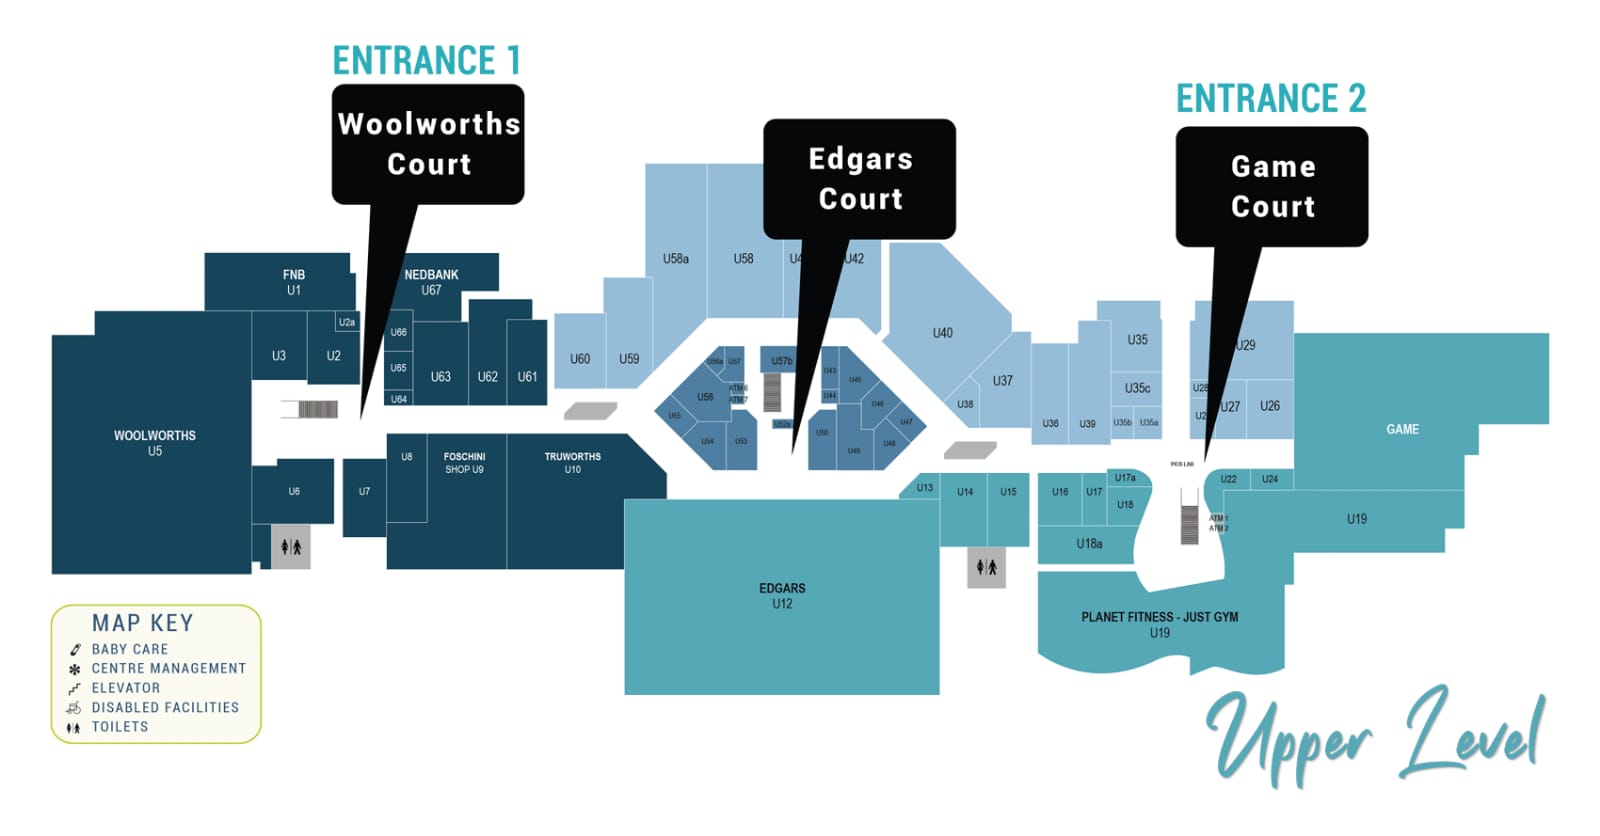 ENTRANCE 1
Woolworths
Court
Edgars
Court
ENTRANCE 2
Game
Court
FNB
U1
NEDBANK
U67
U2a
U3
U2
U66
U65
U64
U63
U62
U61
U60
U59
U58a
U58
U42
U40
U37
U38
U36
U39
U35
U35c
U35b
U35a
U29
U27
U26
U56a
U57
U57b
U56
ATM 6
ATM 7
U55
U54
U53
U52a
U43
U44
U45
U46
U47
U48
U49
U50
WOOLWORTHS
U5
U6
U7
U8
FOSCHINI
SHOP U9
TRUWORTHS
U10
EDGARS
U12
U13
U14
U15
U16
U17
U17a
U18
U18a
PICS LAB
U22
U24
ATM 1
ATM 2
GAME
U19
PLANET FITNESS - JUST GYM
U19
MAP KEY
BABY CARE
CENTRE MANAGEMENT
ELEVATOR
DISABLED FACILITIES
TOILETS
Upper Level